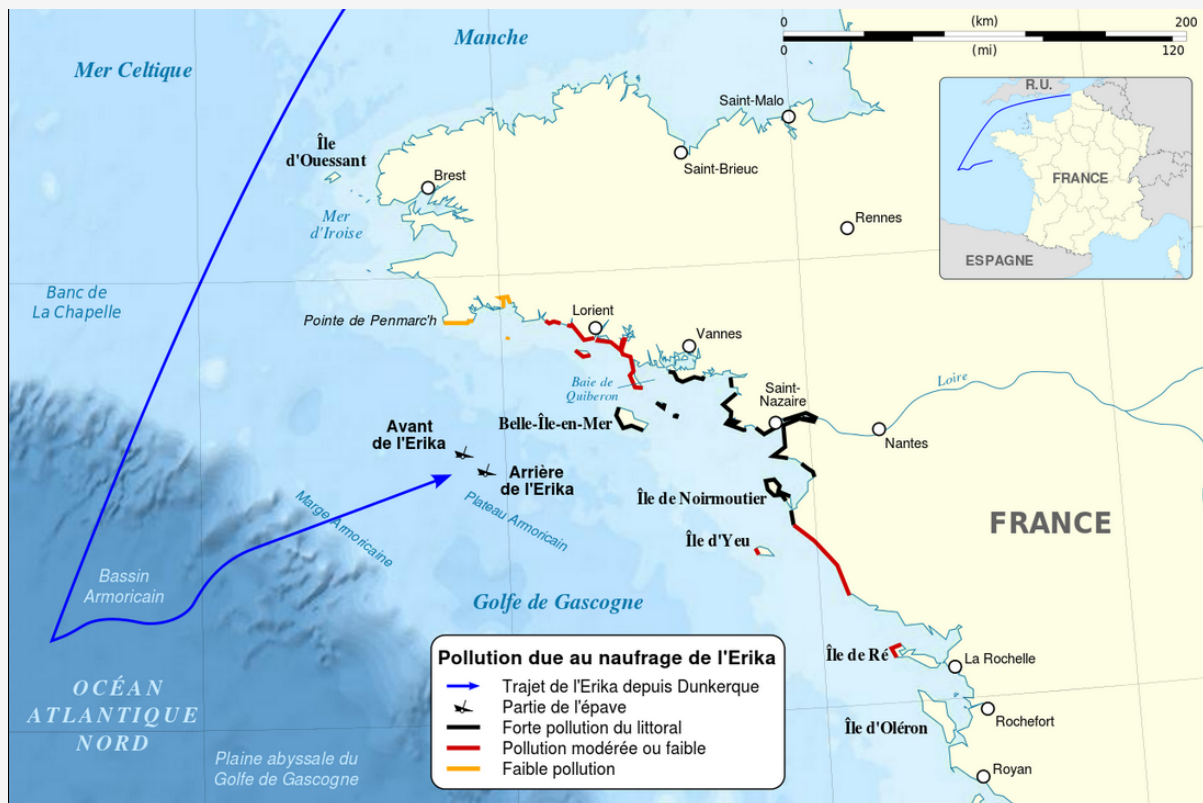 Manche
Mer Celtique
0
(km)
200
0
(mi)
120
R.U.
FRANCE
ESPAGNE
Saint-Malo
Île
d'Ouessant
Saint-Brieuc
Brest
Mer
d'Iroise
Rennes
Banc de
La Chapelle
Pointe de Penmarc'h
Lorient
Vannes
Baie de
Quiberon
Saint-
Nazaire
Loire
Belle-Île-en-Mer
Nantes
Avant
de l'Erika
Arrière
de l'Erika
Île de Noirmoutier
Marge Armoricaine
Plateau Armoricain
FRANCE
Île d'Yeu
Bassin
Armoricain
Golfe de Gascogne
Île de Ré
La Rochelle
OCÉAN
ATLANTIQUE
NORD
Île d'Oléron
Rochefort
Royan
Plaine abyssale du
Golfe de Gascogne
Pollution due au naufrage de l'Erika
Trajet de l'Erika depuis Dunkerque
Partie de l'épave
Forte pollution du littoral
Pollution modérée ou faible
Faible pollution